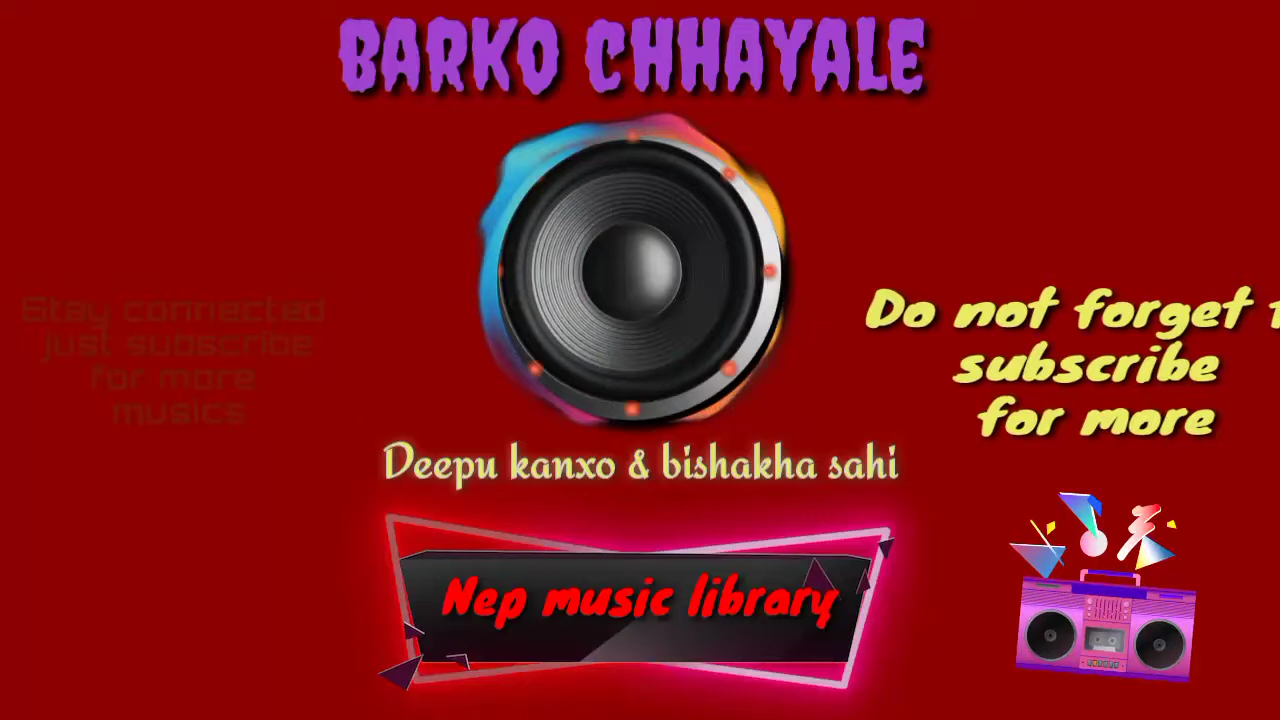 BARKO CHHAYALE
Stay connected
just subscribe
for more
musics
Do not forget
subscribe
for more
Deepu kanxo & bishakha sahi
Nep music library